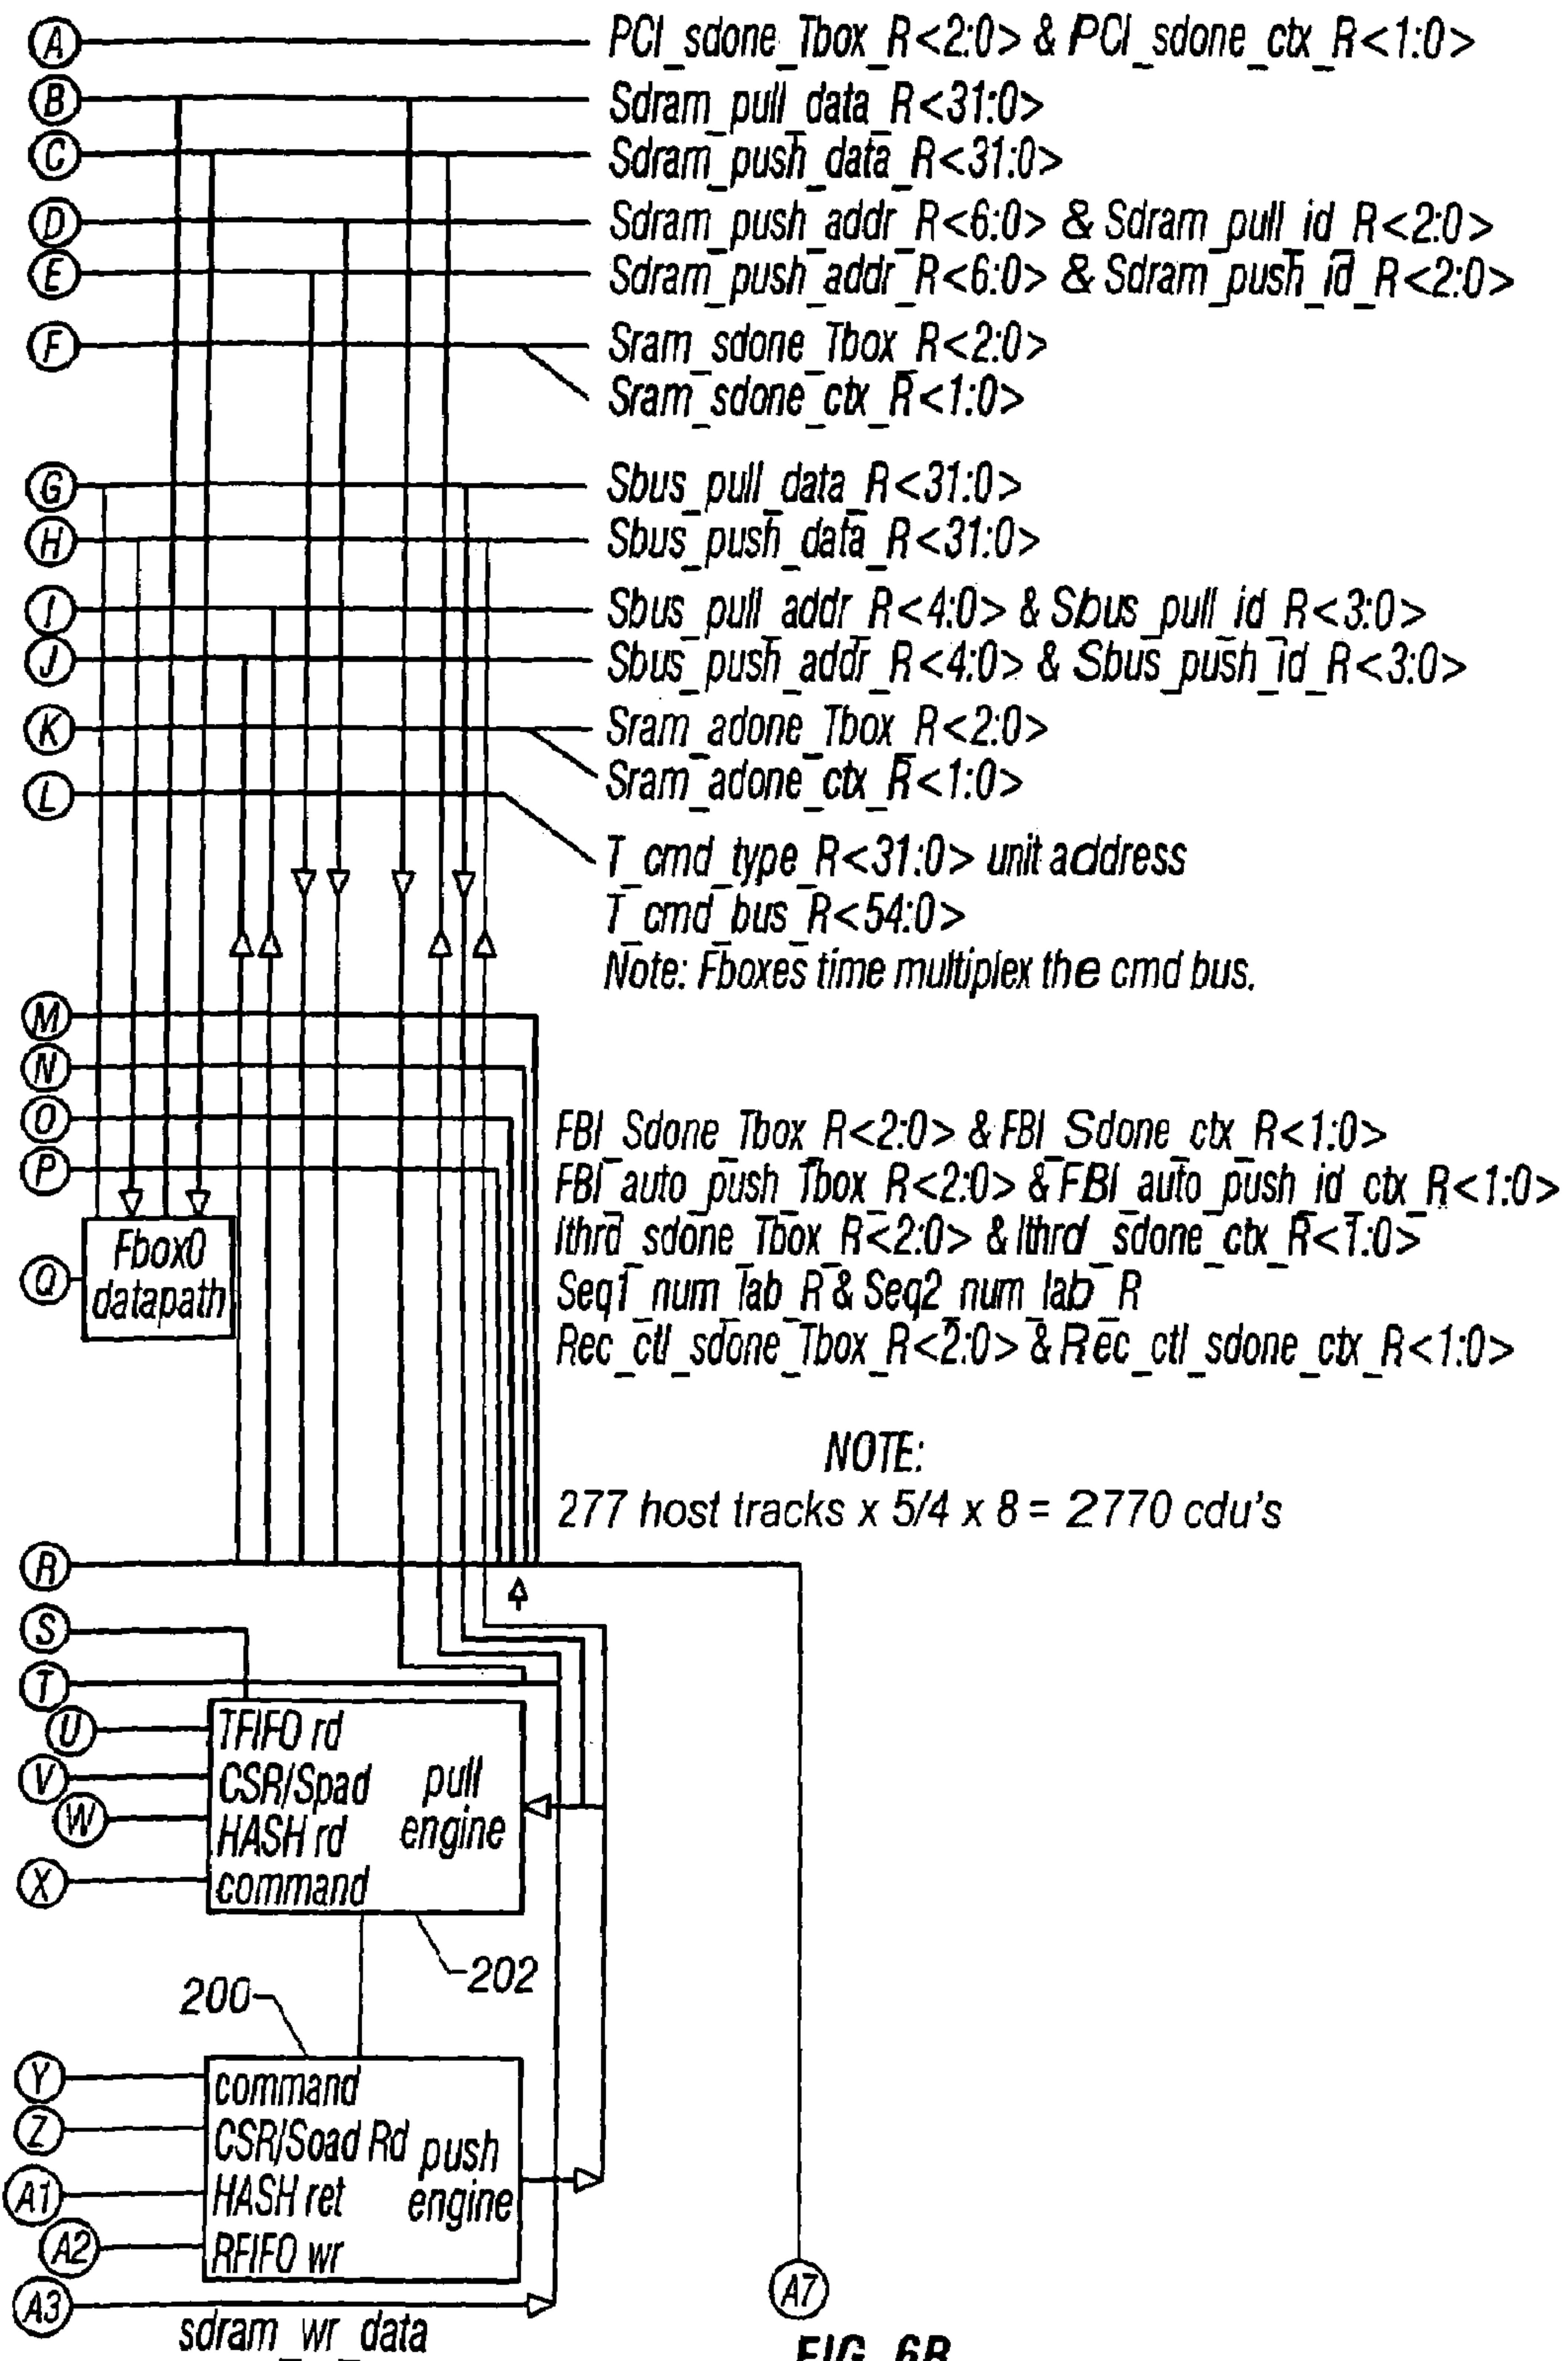 A PCI_sdone_Tbox_R<2:0> & PCI_sdone_ctx_R<1:0>
B Sdram_pull_data_R<31:0>
C Sdram_push_data_R<31:0>
D Sdram_push_addr_R<6:0> & Sdram_pull_id_R<2:0>
E Sdram_push_addr_R<6:0> & Sdram_push_id_R<2:0>
F Sram_sdone_Tbox_R<2:0>
Sram_sdone_ctx_R<1:0>
G Sbus_pull_data_R<31:0>
H Sbus_push_data_R<31:0>
I Sbus_pull_addr_R<4:0> & Sbus_pull_id_R<3:0>
J Sbus_push_addr_R<4:0> & Sbus_push_id_R<3:0>
K Sram_adone_Tbox_R<2:0>
Sram_adone_ctx_R<1:0>
L
T_cmd_type_R<31:0> unit address
T_cmd_bus_R<54:0>
Note: Fboxes time multiplex the cmd bus.
M
N
O
P
FBI_Sdone_Tbox_R<2:0> & FBI_Sdone_ctx_R<1:0>
FBI_auto_push_Tbox_R<2:0> & FBI_auto_push_id_ctx_R<1:0>
Ithrd_sdone_Tbox_R<2:0> & Ithrd_sdone_ctx_R<1:0>
Seq1_num_lab_R & Seq2_num_lab_R
Rec_ctl_sdone_Tbox_R<2:0> & Rec_ctl_sdone_ctx_R<1:0>
Q
Fbox0
datapath
NOTE:
277 host tracks x 5/4 x 8 = 2770 cdu's
R
S
T
U TFIFO rd
V CSR/Spad
W HASH rd
X command
pull
engine
202
200
Y command
Z CSR/Soad Rd
A1 HASH ret
A2 RFIFO wr
push
engine
A3
sdram_wr_data
A7
FIG. 6B